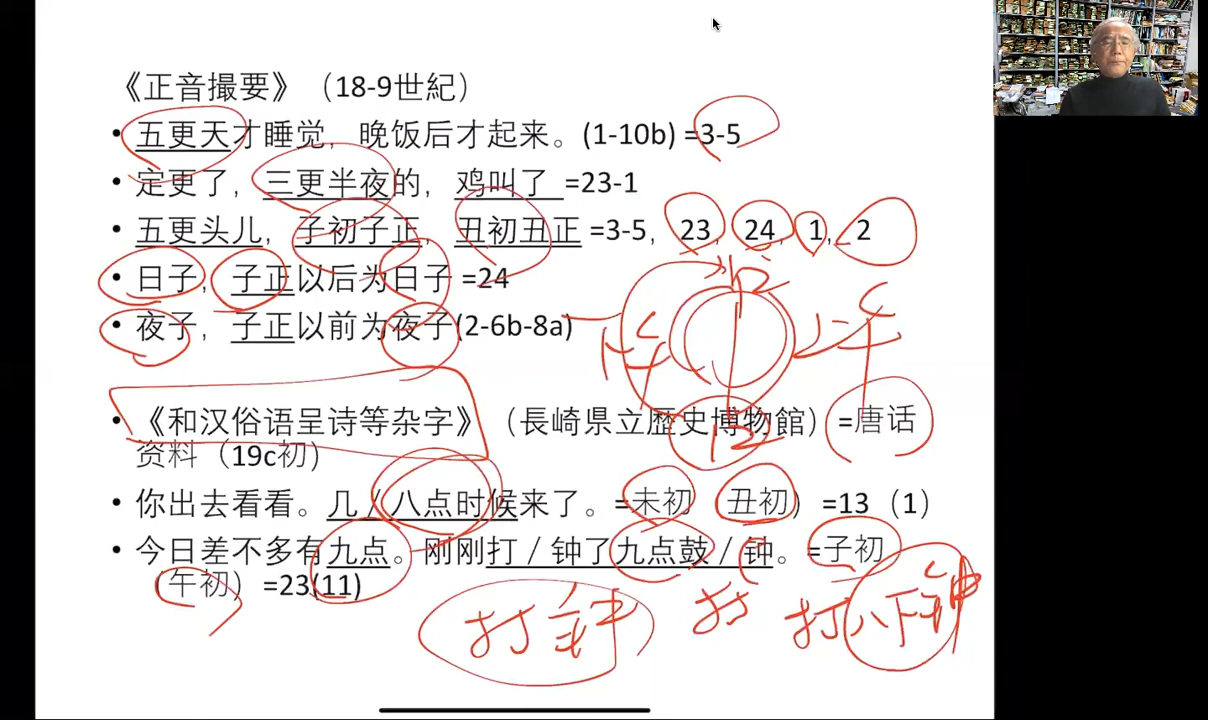 《正音撮要》（18-9世紀）
• 五更天才睡觉，晚饭后才起来。(1-10b) =3-5
• 定更了，三更半夜的，鸡叫了 =23-1
• 五更头儿，子初子正，丑初丑正 =3-5，23，24，1，2
• 日子，子正以后为日子 =24
• 夜子，子正以前为夜子(2-6b-8a)
12
上午
下午
12
• 《和汉俗语呈诗等杂字》（長崎県立歴史博物館）=唐话
资料（19c初）
• 你出去看看。几／八点时候来了。=未初 丑初）=13（1）
• 今日差不多有九点。刚刚打／钟了九点鼓／钟。=子初
（午初）=23(11)
打钟 打 打八下钟